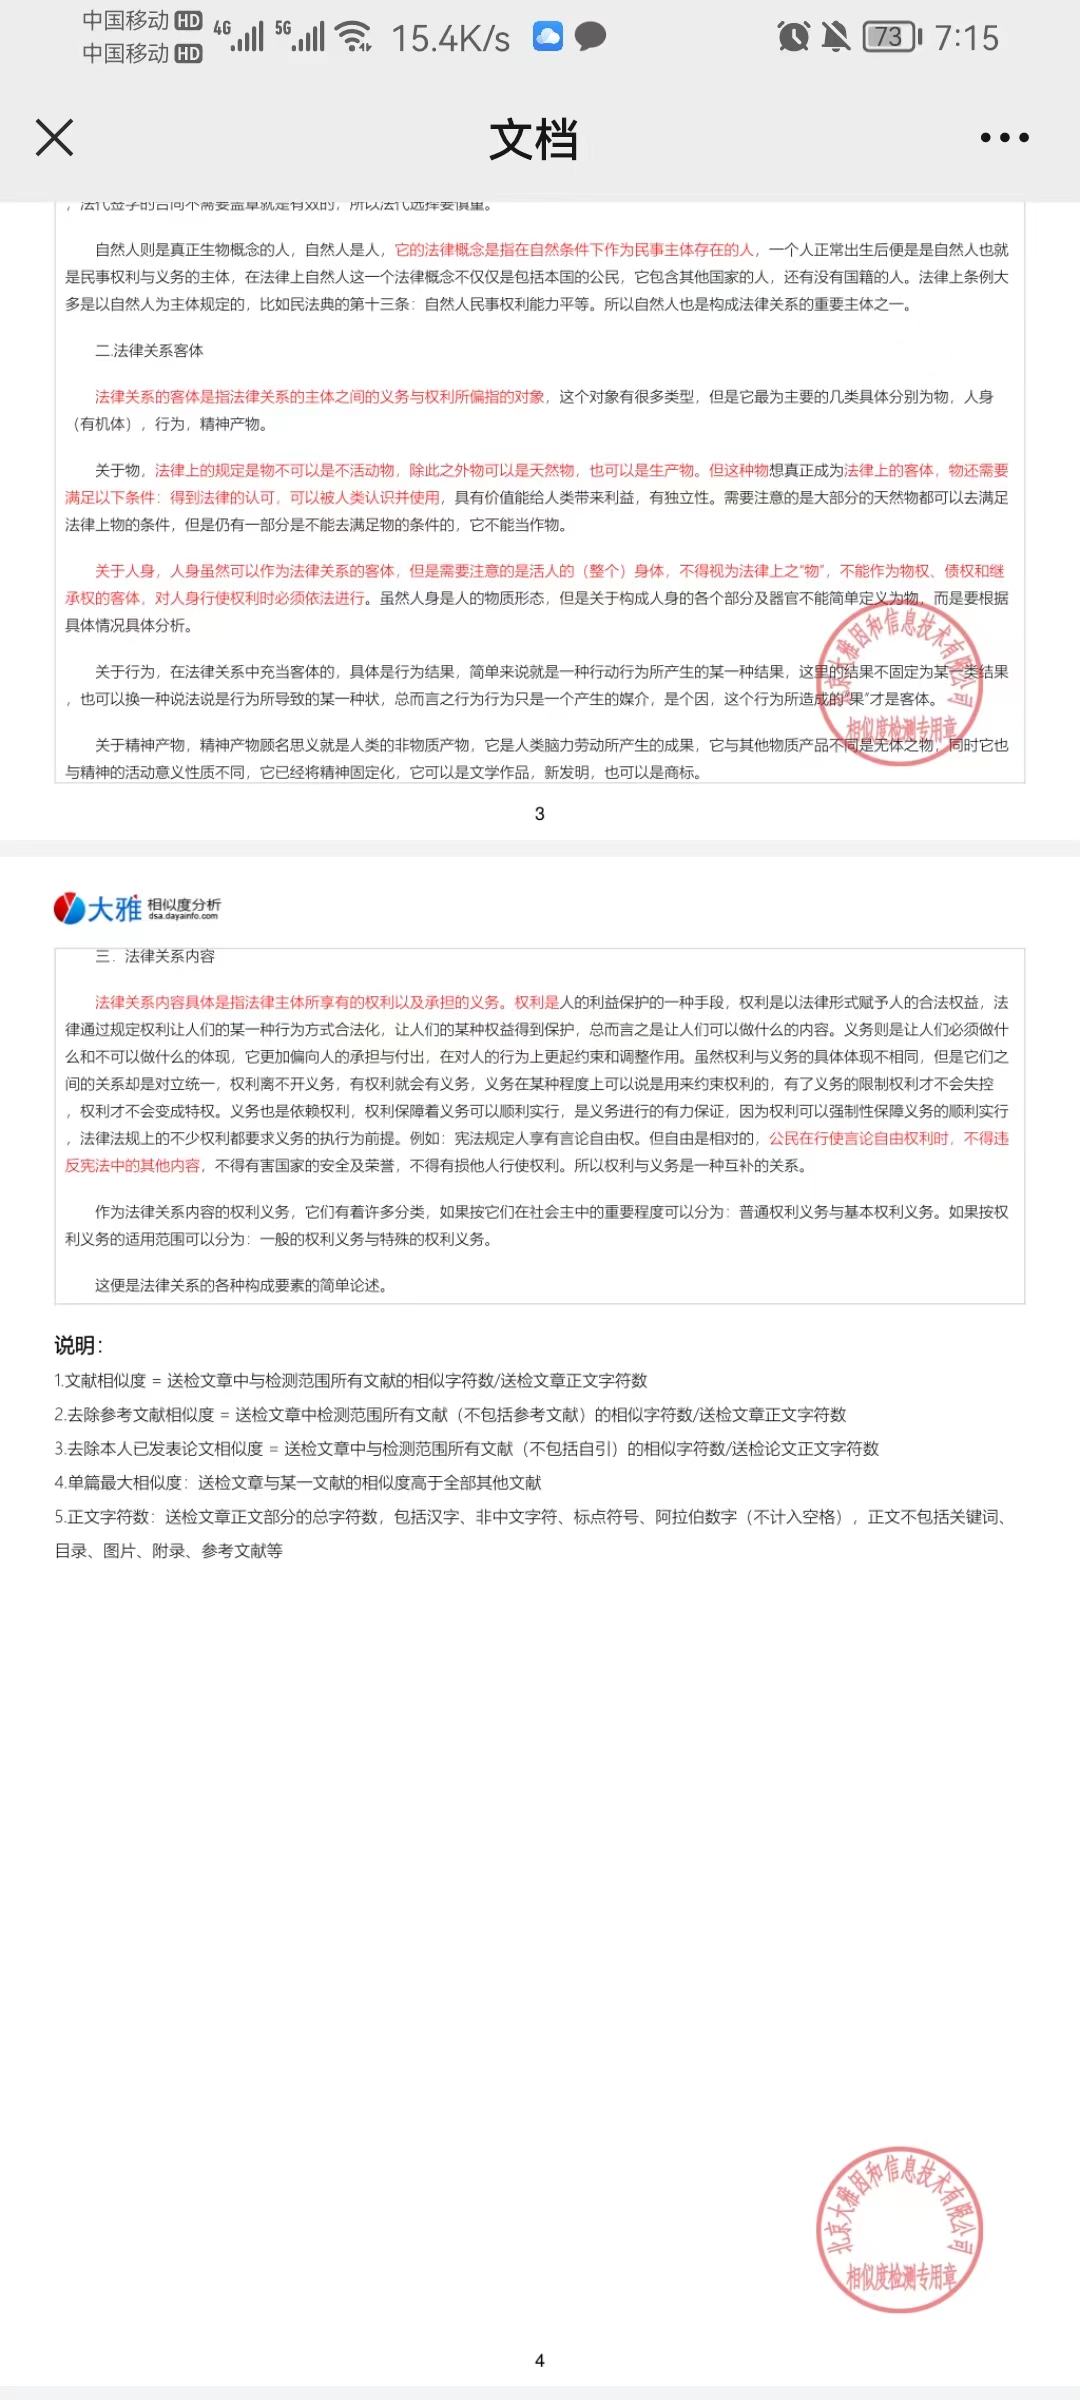 中国移动 HD 4G 5G 15.4K/s 73 7:15
中国移动 HD
文档
，法代签字的合同不需要盖章就是有效的，所以法代选择要慎重。
自然人则是真正生物概念的人，自然人是人，它的法律概念是指在自然条件下作为民事主体存在的人，一个人正常出生后便是是自然人也就
是民事权利与义务的主体，在法律上自然人这一个法律概念不仅仅是包括本国的公民，它包含其他国家的人，还有没有国籍的人。法律上条例大
多是以自然人为主体规定的，比如民法典的第十三条：自然人民事权利能力平等。所以自然人也是构成法律关系的重要主体之一。
二.法律关系客体
法律关系的客体是指法律关系的主体之间的义务与权利所偏指的对象，这个对象有很多类型，但是它最为主要的几类具体分别为物，人身
（有机体），行为，精神产物。
关于物，法律上的规定是物不可以是不活动物，除此之外物可以是天然物，也可以是生产物。但这种物想真正成为法律上的客体，物还需要
满足以下条件：得到法律的认可，可以被人类认识并使用，具有价值能给人类带来利益，有独立性。需要注意的是大部分的天然物都可以去满足
法律上物的条件，但是仍有一部分是不能去满足物的条件的，它不能当作物。
关于人身，人身虽然可以作为法律关系的客体，但是需要注意的是活人的（整个）身体，不得视为法律上之"物"，不能作为物权、债权和继
承权的客体，对人身行使权利时必须依法进行。虽然人身是人的物质形态，但是关于构成人身的各个部分及器官不能简单定义为物，而是要根据
具体情况具体分析。
关于行为，在法律关系中充当客体的，具体是行为结果，简单来说就是一种行动行为所产生的某一种结果，这里的结果不固定为某一类结果
，也可以换一种说法说是行为所导致的某一种状，总而言之行为行为只是一个产生的媒介，是个因，这个行为所造成的"果"才是客体。
关于精神产物，精神产物顾名思义就是人类的非物质产物，它是人类脑力劳动所产生的成果，它与其他物质产品不同是无体之物，同时它也
与精神的活动意义性质不同，它已经将精神固定化，它可以是文学作品，新发明，也可以是商标。
北京大雅因和信息技术有限公司
相似度检测专用章
3
大雅 相似度分析
dsa.dayainfo.com
三．法律关系内容
法律关系内容具体是指法律主体所享有的权利以及承担的义务。权利是人的利益保护的一种手段，权利是以法律形式赋予人的合法权益，法
律通过规定权利让人们的某一种行为方式合法化，让人们的某种权益得到保护，总而言之是让人们可以做什么的内容。义务则是让人们必须做什
么和不可以做什么的体现，它更加偏向人的承担与付出，在对人的行为上更起约束和调整作用。虽然权利与义务的具体体现不相同，但是它们之
间的关系却是对立统一，权利离不开义务，有权利就会有义务，义务在某种程度上可以说是用来约束权利的，有了义务的限制权利才不会失控
，权利才不会变成特权。义务也是依赖权利，权利保障着义务可以顺利实行，是义务进行的有力保证，因为权利可以强制性保障义务的顺利实行
，法律法规上的不少权利都要求义务的执行为前提。例如：宪法规定人享有言论自由权。但自由是相对的，公民在行使言论自由权利时，不得违
反宪法中的其他内容，不得有害国家的安全及荣誉，不得有损他人行使权利。所以权利与义务是一种互补的关系。
作为法律关系内容的权利义务，它们有着许多分类，如果按它们在社会主中的重要程度可以分为：普通权利义务与基本权利义务。如果按权
利义务的适用范围可以分为：一般的权利义务与特殊的权利义务。
这便是法律关系的各种构成要素的简单论述。
说明：
1.文献相似度 = 送检文章中与检测范围所有文献的相似字符数/送检文章正文字符数
2.去除参考文献相似度 = 送检文章中检测范围所有文献（不包括参考文献）的相似字符数/送检文章正文字符数
3.去除本人已发表论文相似度 = 送检文章中与检测范围所有文献（不包括自引）的相似字符数/送检论文正文字符数
4.单篇最大相似度：送检文章与某一文献的相似度高于全部其他文献
5.正文字符数：送检文章正文部分的总字符数，包括汉字、非中文字符、标点符号、阿拉伯数字（不计入空格），正文不包括关键词、
目录、图片、附录、参考文献等
北京大雅因和信息技术有限公司
相似度检测专用章
4